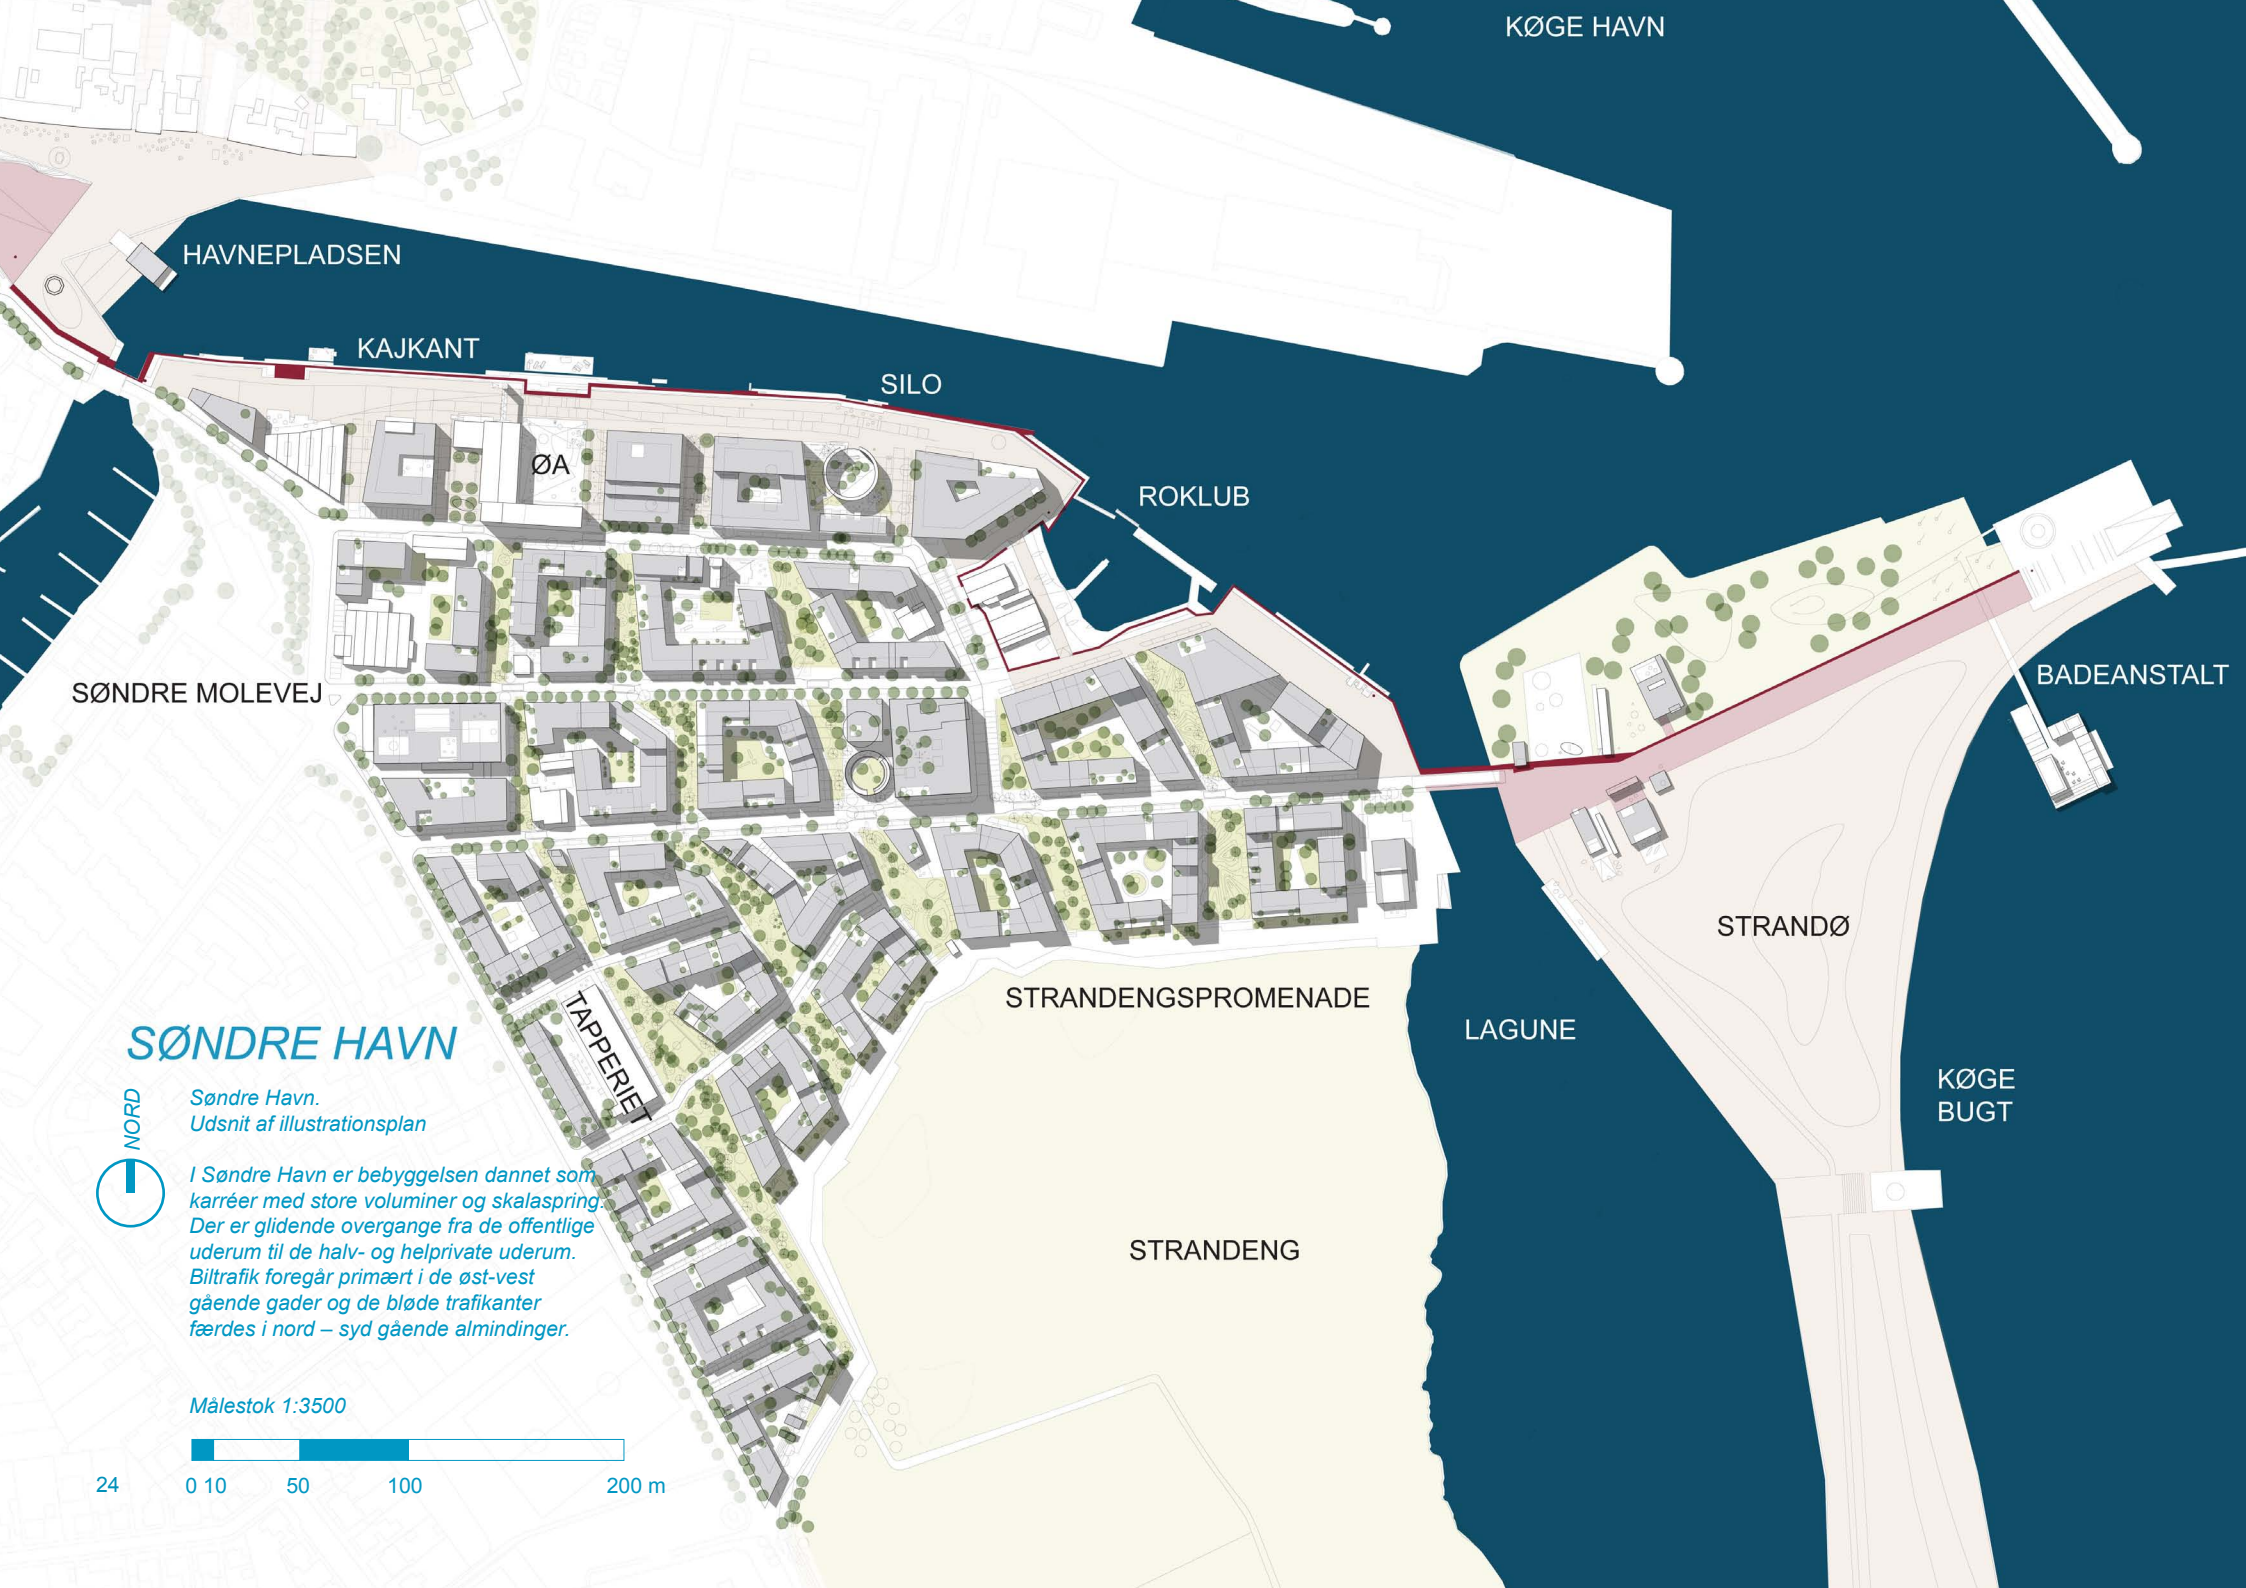 KØGE HAVN
HAVNEPLADSEN
KAJKANT
SILO
ØA
ROKLUB
SØNDRE MOLEVEJ
BADEANSTALT
STRANDØ
STRANDENGSPROMENADE
LAGUNE
TAPPERIET
KØGE
BUGT
STRANDENG
SØNDRE HAVN
NORD
Søndre Havn.
Udsnit af illustrationsplan
I Søndre Havn er bebyggelsen dannet som
karréer med store voluminer og skalaspring.
Der er glidende overgange fra de offentlige
uderum til de halv- og helprivate uderum.
Biltrafik foregår primært i de øst-vest
gående gader og de bløde trafikanter
færdes i nord – syd gående almindinger.
Målestok 1:3500
0 10 50 100 200 m
24